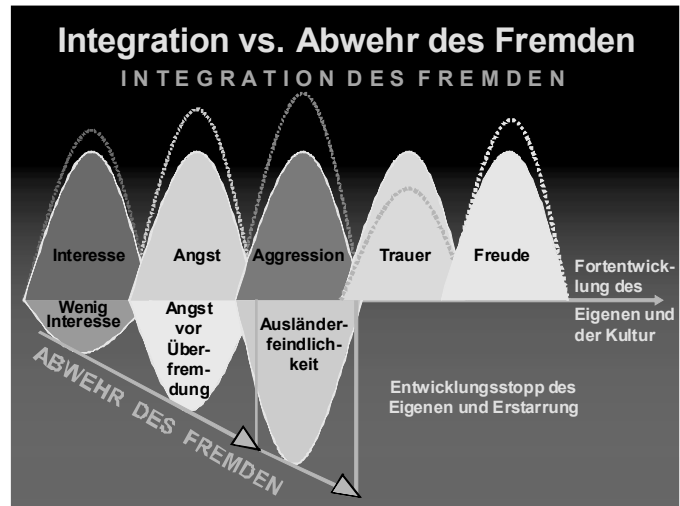 Integration vs. Abwehr des Fremden
INTEGRATION DES FREMDEN
Interesse
Angst
Aggression
Trauer
Freude
Fortentwick-
lung des
Eigenen und
der Kultur
Wenig
Interesse
Angst
vor
Über-
frem-
dung
Ausländer-
feindlich-
keit
Entwicklungsstopp des
Eigenen und Erstarrung
ABWEHR DES FREMDEN